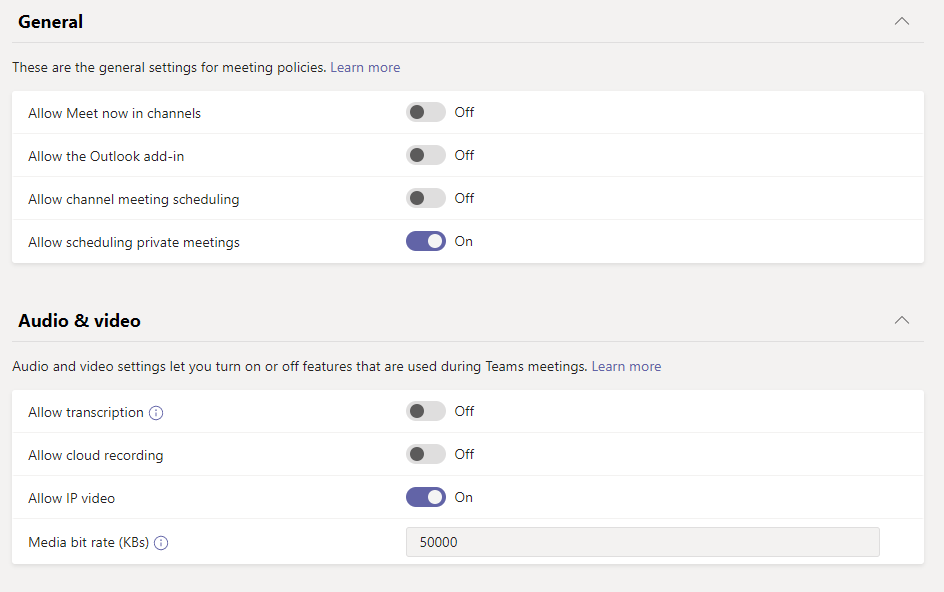 General
These are the general settings for meeting policies. Learn more
Allow Meet now in channels Off
Allow the Outlook add-in Off
Allow channel meeting scheduling Off
Allow scheduling private meetings On
Audio & video
Audio and video settings let you turn on or off features that are used during Teams meetings. Learn more
Allow transcription Off
Allow cloud recording Off
Allow IP video On
Media bit rate (KBs) 50000